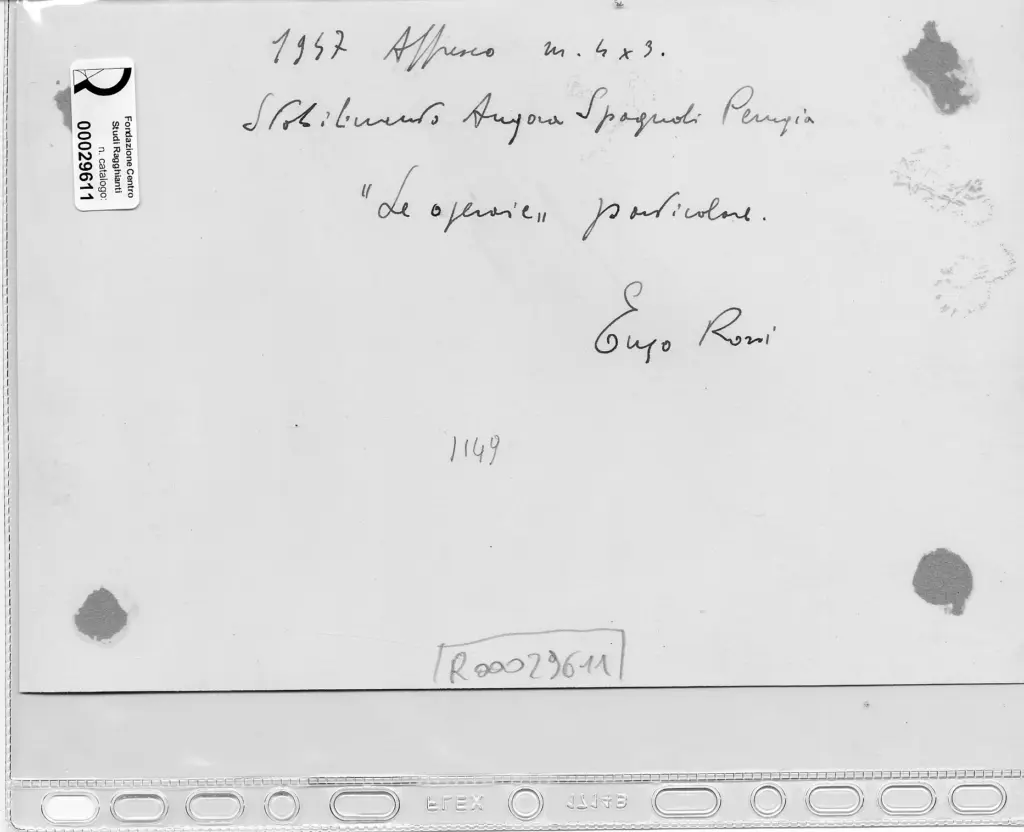 1947 Affresco m. 4 x 3.
Stabilimento Angora Spagnoli Perugia
"Le operaie" particolare.
Enzo Rossi
1149
R00029611
Fondazione Centro
Studi Ragghianti
n. catalogo:
00029611
FLEX